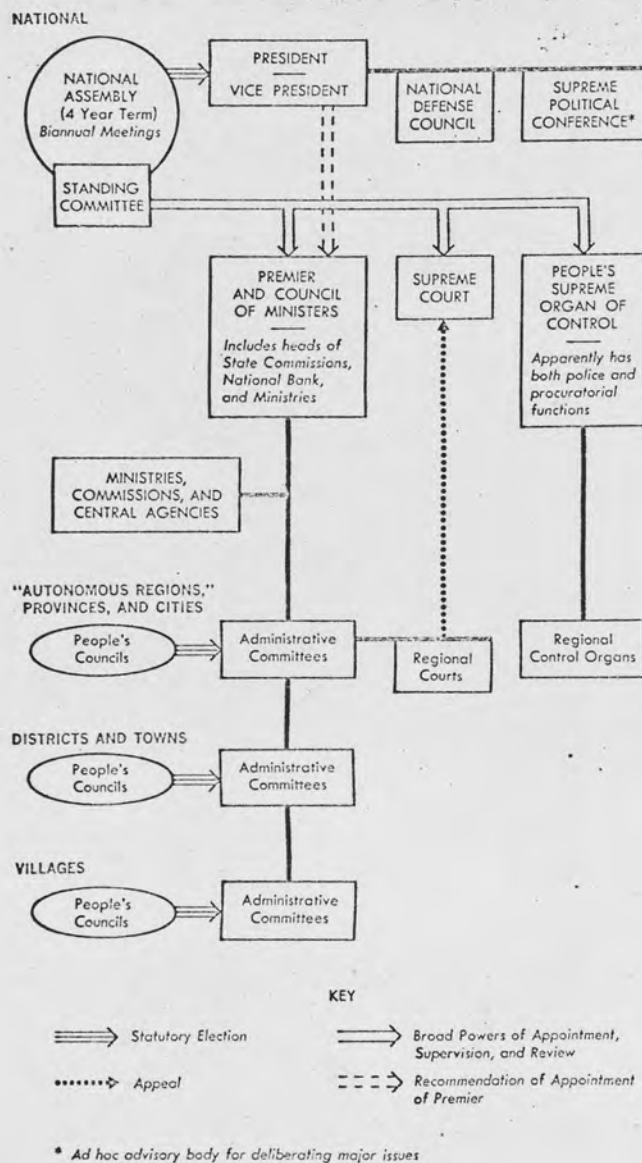 NATIONAL
NATIONAL
ASSEMBLY
(4 Year Term)
Biannual Meetings
STANDING
COMMITTEE
PRESIDENT
VICE PRESIDENT
NATIONAL
DEFENSE
COUNCIL
SUPREME
POLITICAL
CONFERENCE*
PREMIER
AND COUNCIL
OF MINISTERS
Includes heads of
State Commissions,
National Bank,
and Ministries
SUPREME
COURT
PEOPLE'S
SUPREME
ORGAN OF
CONTROL
Apparently has
both police and
procuratorial
functions
MINISTRIES,
COMMISSIONS, AND
CENTRAL AGENCIES
"AUTONOMOUS REGIONS,"
PROVINCES, AND CITIES
People's
Councils
Administrative
Committees
Regional
Courts
Regional
Control Organs
DISTRICTS AND TOWNS
People's
Councils
Administrative
Committees
VILLAGES
People's
Councils
Administrative
Committees
KEY
Statutory Election
Broad Powers of Appointment,
Supervision, and Review
Appeal
Recommendation of Appointment
of Premier
* Ad hoc advisory body for deliberating major issues